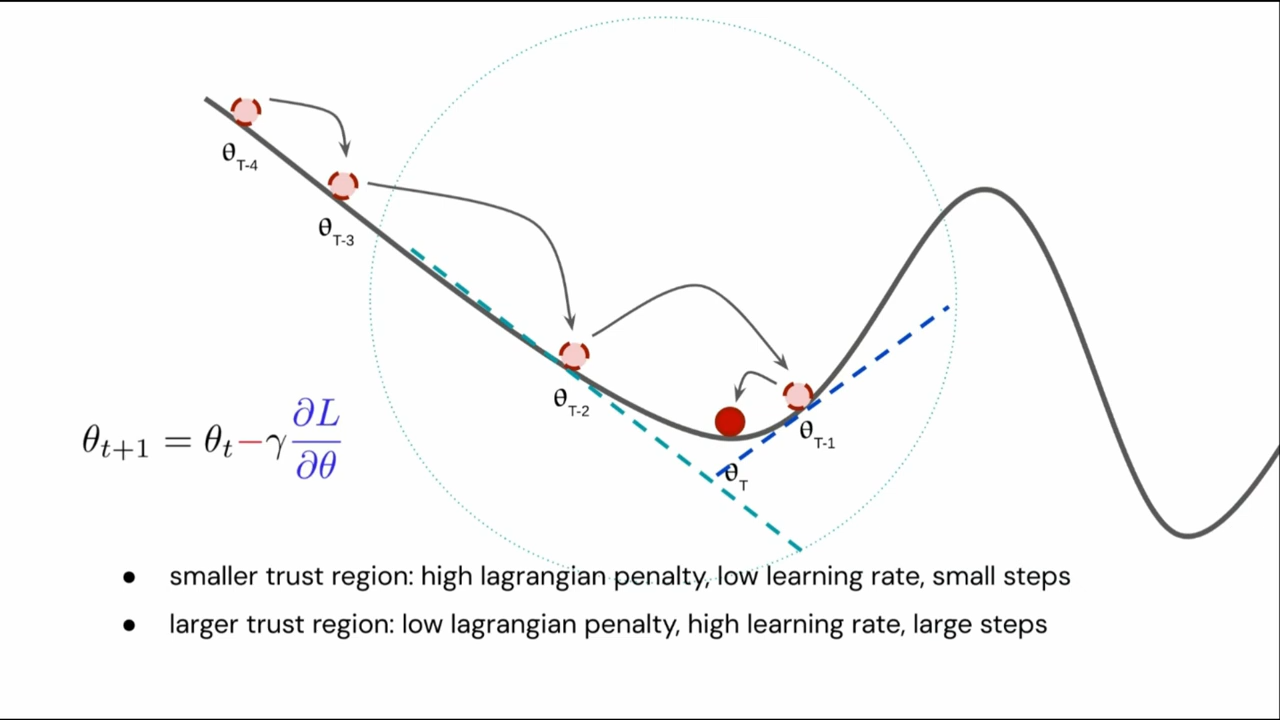 θT-4
θT-3
θT-2
θT-1
θT
θt+1 = θt − γ ∂L/∂θ
● smaller trust region: high lagrangian penalty, low learning rate, small steps
● larger trust region: low lagrangian penalty, high learning rate, large steps